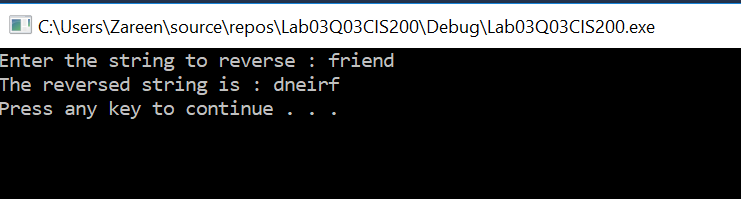 C:\Users\Zareen\source\repos\Lab03Q03CIS200\Debug\Lab03Q03CIS200.exe
Enter the string to reverse : friend
The reversed string is : dneirf
Press any key to continue . . .